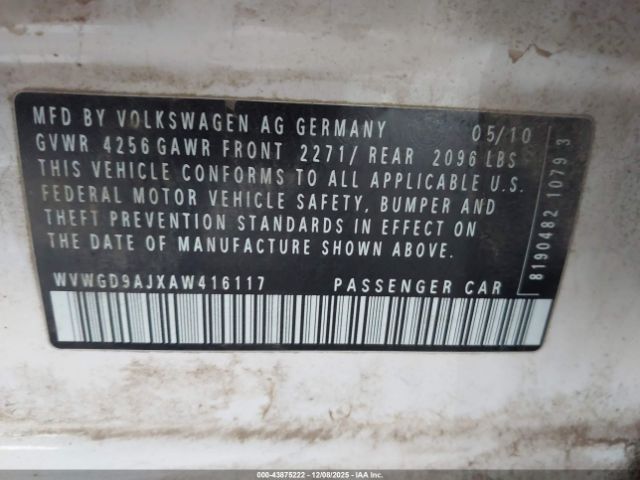 MFD BY VOLKSWAGEN AG GERMANY 05/10
GVWR 4256 GAWR FRONT 2271/ REAR 2096 LBS
THIS VEHICLE CONFORMS TO ALL APPLICABLE U.S.
FEDERAL MOTOR VEHICLE SAFETY, BUMPER AND
THEFT PREVENTION STANDARDS IN EFFECT ON
THE DATE OF MANUFACTURE SHOWN ABOVE.
WVWGD9AJXAW416117 PASSENGER CAR
8190482 1079 3
000-43875222 - 12/08/2025 - IAA Inc.